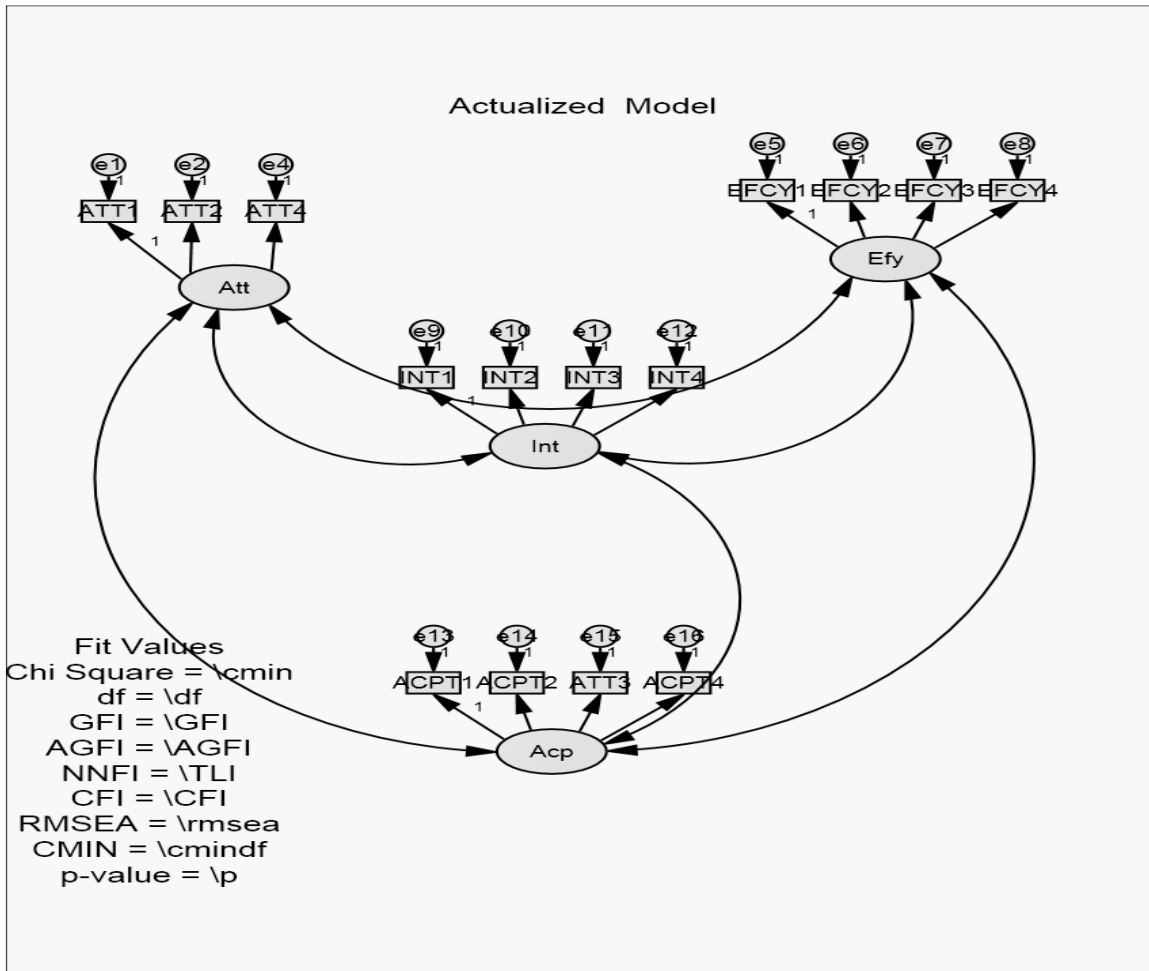 Actualized Model
e1 e2 e4
1 1 1
ATT1 ATT2 ATT4
1
Att
e5 e6 e7 e8
1 1 1 1
EFCY1 EFCY2 EFCY3 EFCY4
1
Efy
e9 e10 e11 e12
1 1 1 1
INT1 INT2 INT3 INT4
1
Int
e13 e14 e15 e16
1 1 1 1
ACPT1 ACPT2 ATT3 ACPT4
1
Acp
Fit Values
Chi Square = \cmin
df = \df
GFI = \GFI
AGFI = \AGFI
NNFI = \TLI
CFI = \CFI
RMSEA = \rmsea
CMIN = \cmindf
p-value = \p